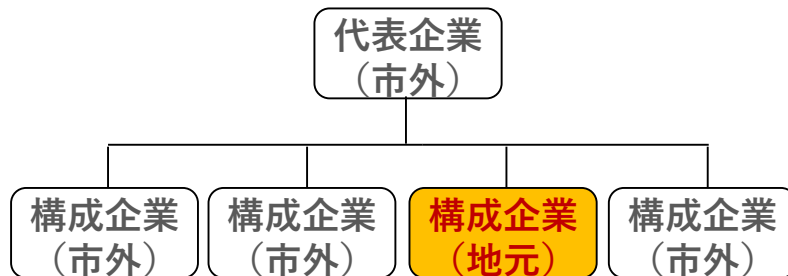 代表企業
（市外）
構成企業
（市外）
構成企業
（市外）
構成企業
（地元）
構成企業
（市外）